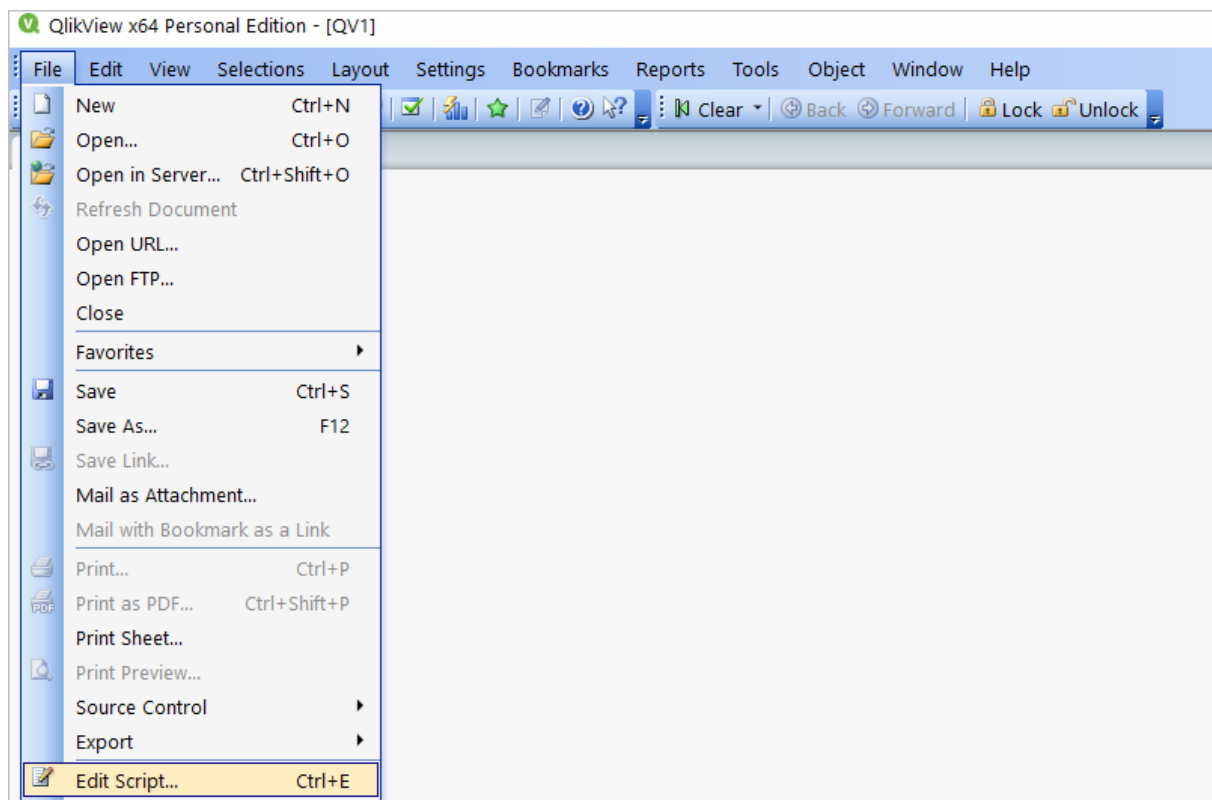 QlikView x64 Personal Edition - [QV1]
File Edit View Selections Layout Settings Bookmarks Reports Tools Object Window Help
Clear Back Forward Lock Unlock
New Ctrl+N
Open... Ctrl+O
Open in Server... Ctrl+Shift+O
Refresh Document
Open URL...
Open FTP...
Close
Favorites
Save Ctrl+S
Save As... F12
Save Link...
Mail as Attachment...
Mail with Bookmark as a Link
Print... Ctrl+P
PDF Print as PDF... Ctrl+Shift+P
Print Sheet...
Print Preview...
Source Control
Export
Edit Script... Ctrl+E